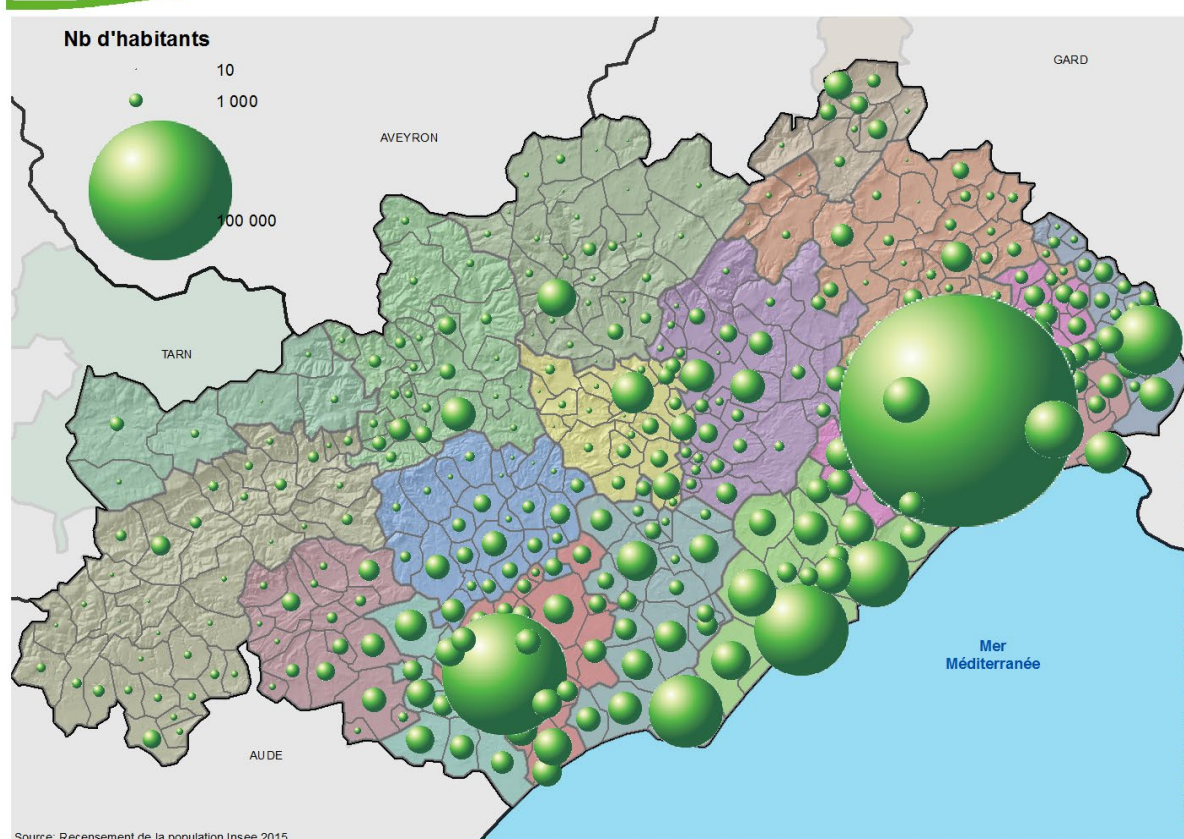 Nb d'habitants
10
1 000
100 000
GARD
AVEYRON
TARN
Mer
Méditerranée
AUDE
Source: Recensement de la population Insee 2015